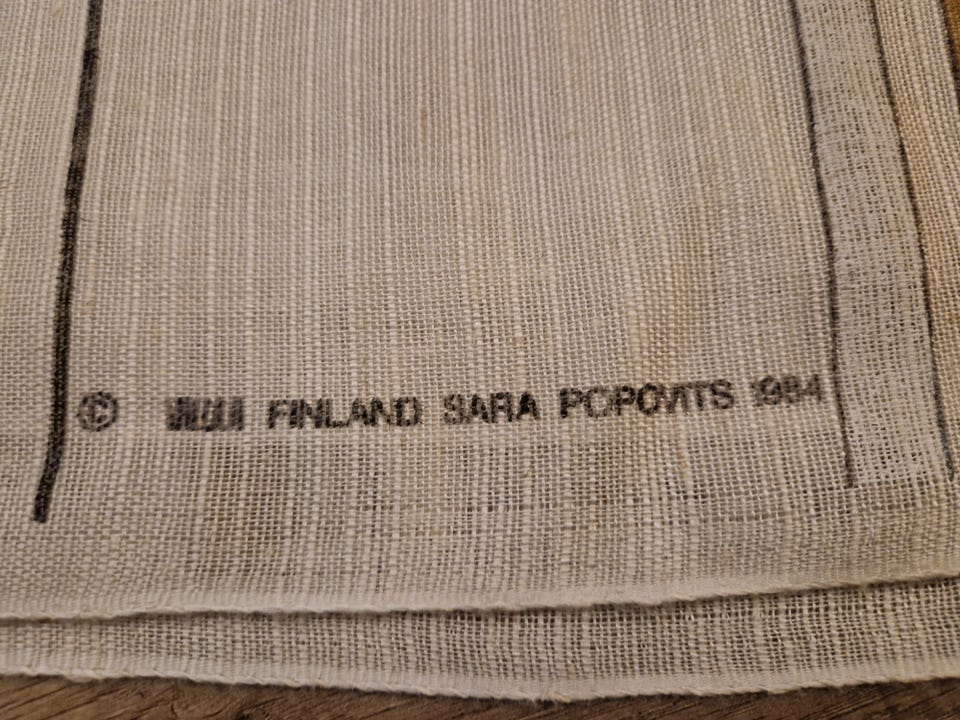 © FINLAND SARA POPOVITS 1984